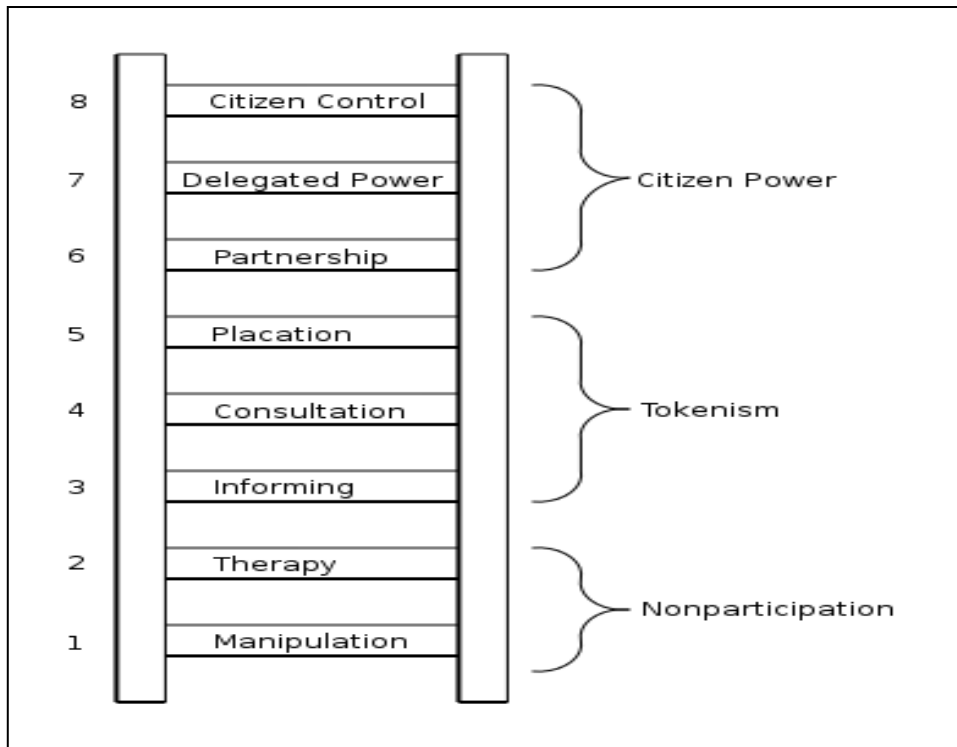 8 Citizen Control
7 Delegated Power Citizen Power
6 Partnership
5 Placation
4 Consultation Tokenism
3 Informing
2 Therapy
Nonparticipation
1 Manipulation